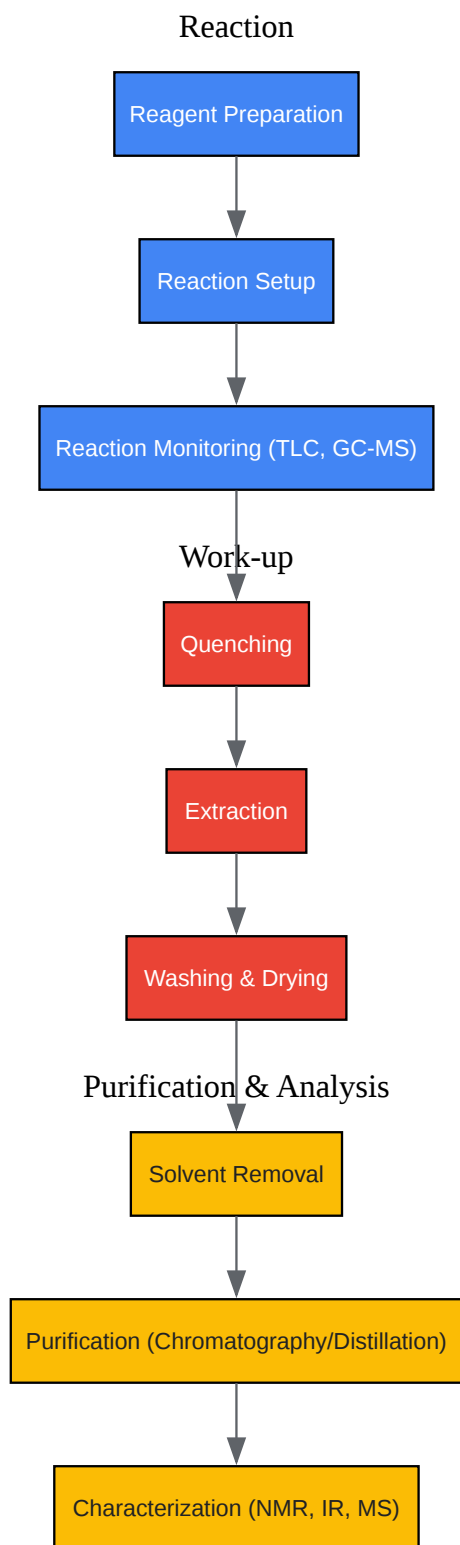 Reaction
Reagent Preparation
Reaction Setup
Reaction Monitoring (TLC, GC-MS)
Work-up
Quenching
Extraction
Washing & Drying
Purification & Analysis
Solvent Removal
Purification (Chromatography/Distillation)
Characterization (NMR, IR, MS)